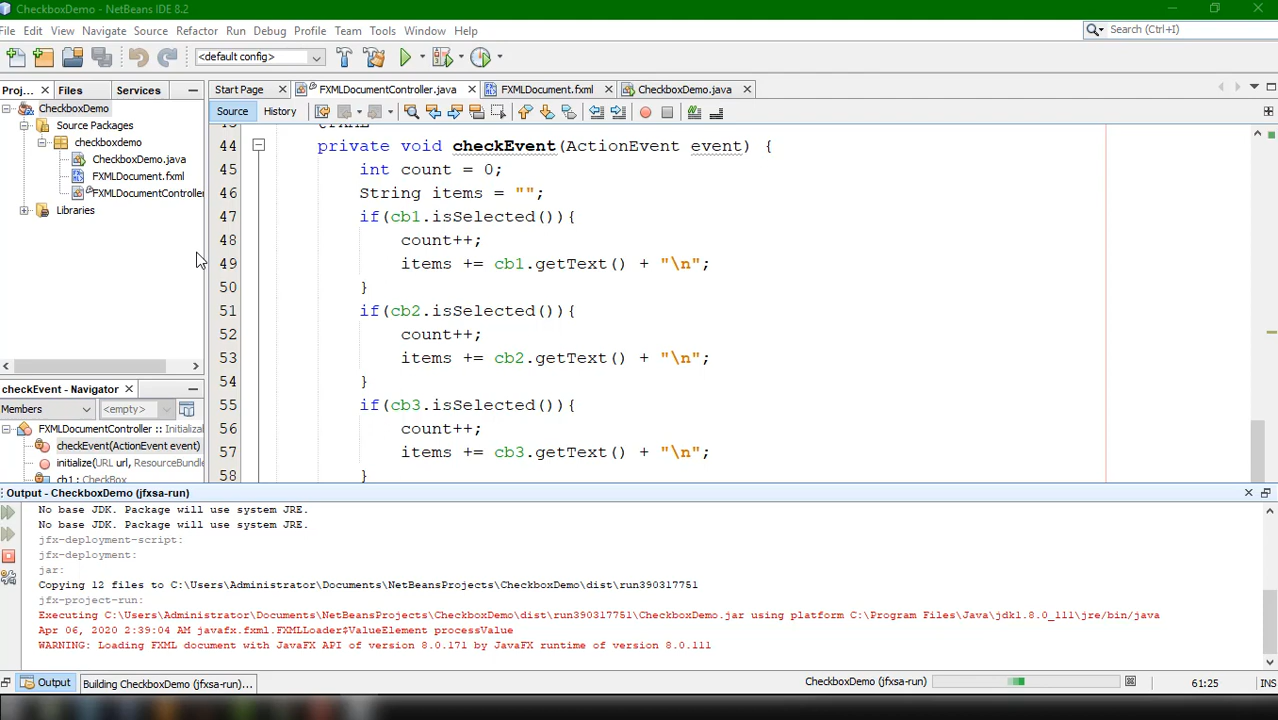 CheckboxDemo - NetBeans IDE 8.2
File Edit View Navigate Source Refactor Run Debug Profile Team Tools Window Help
Search (Ctrl+I)
<default config>
Proj... Files Services
Start Page FXMLDocumentController.java FXMLDocument.fxml CheckboxDemo.java
Source History
CheckboxDemo
Source Packages
checkboxdemo
CheckboxDemo.java
FXMLDocument.fxml
FXMLDocumentController
Libraries
44 private void checkEvent(ActionEvent event) {
45 int count = 0;
46 String items = "";
47 if(cb1.isSelected()){
48 count++;
49 items += cb1.getText() + "\n";
50 }
51 if(cb2.isSelected()){
52 count++;
53 items += cb2.getText() + "\n";
54 }
55 if(cb3.isSelected()){
56 count++;
57 items += cb3.getText() + "\n";
58 }
checkEvent - Navigator
Members <empty>
FXMLDocumentController :: Initializa
checkEvent(ActionEvent event)
initialize(URL url, ResourceBundle
cb1 : CheckBox
Output - CheckboxDemo (jfxsa-run)
No base JDK. Package will use system JRE.
No base JDK. Package will use system JRE.
jfx-deployment-script:
jfx-deployment:
jar:
Copying 12 files to C:\Users\Administrator\Documents\NetBeansProjects\CheckboxDemo\dist\run390317751
jfx-project-run:
Executing C:\Users\Administrator\Documents\NetBeansProjects\CheckboxDemo\dist\run390317751\CheckboxDemo.jar using platform C:\Program Files\Java\jdk1.8.0_111\jre/bin/java
Apr 06, 2020 2:39:04 AM javafx.fxml.FXMLLoader$ValueElement processValue
WARNING: Loading FXML document with JavaFX API of version 8.0.171 by JavaFX runtime of version 8.0.111
Output Building CheckboxDemo (jfxsa-run)... CheckboxDemo (jfxsa-run) 61:25 INS